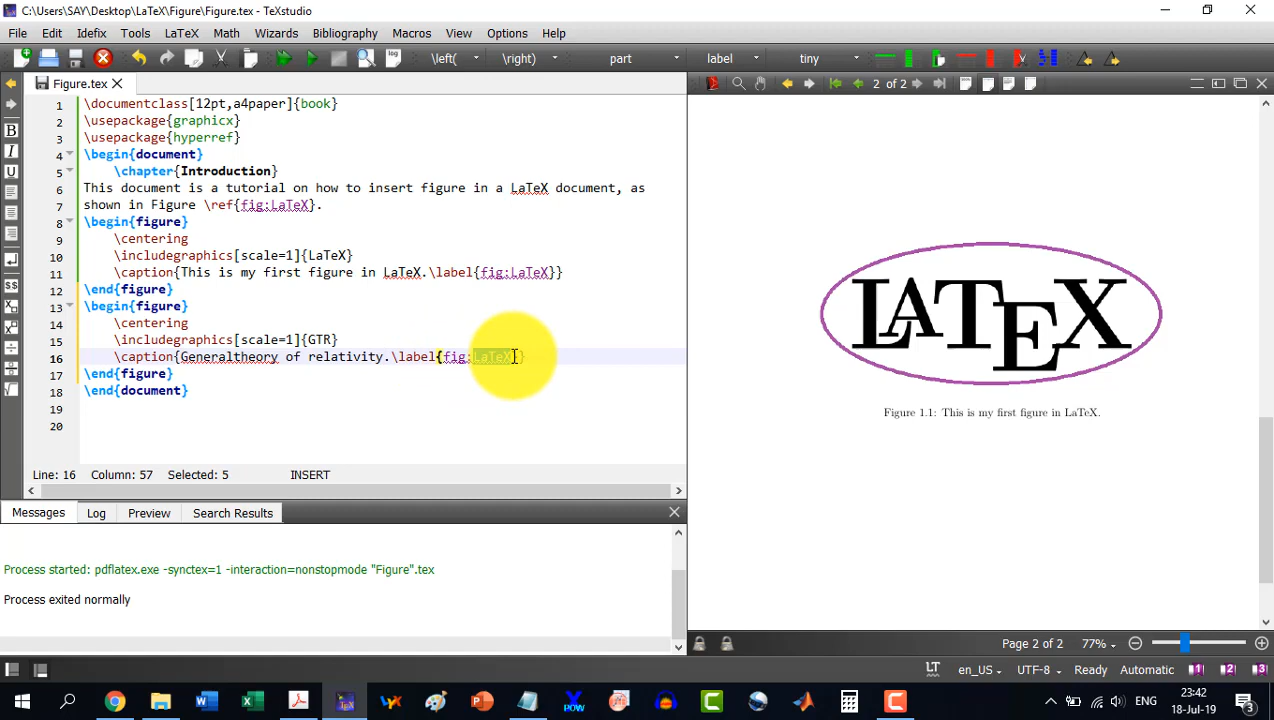 C:\Users\SAY\Desktop\LaTeX\Figure\Figure.tex - TeXstudio
File Edit Idefix Tools LaTeX Math Wizards Bibliography Macros View Options Help
log \left( \right) part label tiny
Figure.tex
2 of 2
1 \documentclass[12pt,a4paper]{book}
2 \usepackage{graphicx}
3 \usepackage{hyperref}
4 \begin{document}
5 \chapter{Introduction}
6 This document is a tutorial on how to insert figure in a LaTeX document, as
7 shown in Figure \ref{fig:LaTeX}.
8 \begin{figure}
9 \centering
10 \includegraphics[scale=1]{LaTeX}
11 \caption{This is my first figure in LaTeX.\label{fig:LaTeX}}
12 \end{figure}
13 \begin{figure}
14 \centering
15 \includegraphics[scale=1]{GTR}
16 \caption{Generaltheory of relativity.\label{fig:LaTeX}}
17 \end{figure}
18 \end{document}
19
20
B
I
U
$$
LATEX
Figure 1.1: This is my first figure in LaTeX.
Line: 16 Column: 57 Selected: 5 INSERT
Messages Log Preview Search Results
Process started: pdflatex.exe -synctex=1 -interaction=nonstopmode "Figure".tex
Process exited normally
Page 2 of 2 77%
LT en_US UTF-8 Ready Automatic 1 2 3
POW
ENG
23:42
18-Jul-19
3